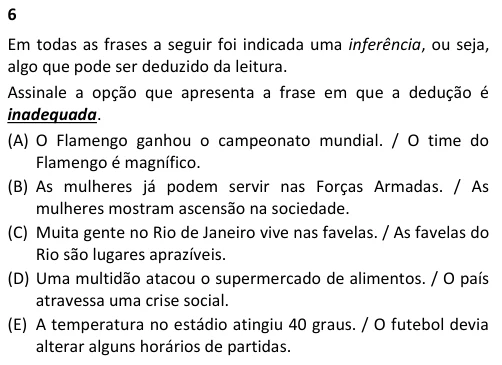 6
Em todas as frases a seguir foi indicada uma inferência, ou seja,
algo que pode ser deduzido da leitura.
Assinale a opção que apresenta a frase em que a dedução é
inadequada.
(A) O Flamengo ganhou o campeonato mundial. / O time do
Flamengo é magnífico.
(B) As mulheres já podem servir nas Forças Armadas. / As
mulheres mostram ascensão na sociedade.
(C) Muita gente no Rio de Janeiro vive nas favelas. / As favelas do
Rio são lugares aprazíveis.
(D) Uma multidão atacou o supermercado de alimentos. / O país
atravessa uma crise social.
(E) A temperatura no estádio atingiu 40 graus. / O futebol devia
alterar alguns horários de partidas.